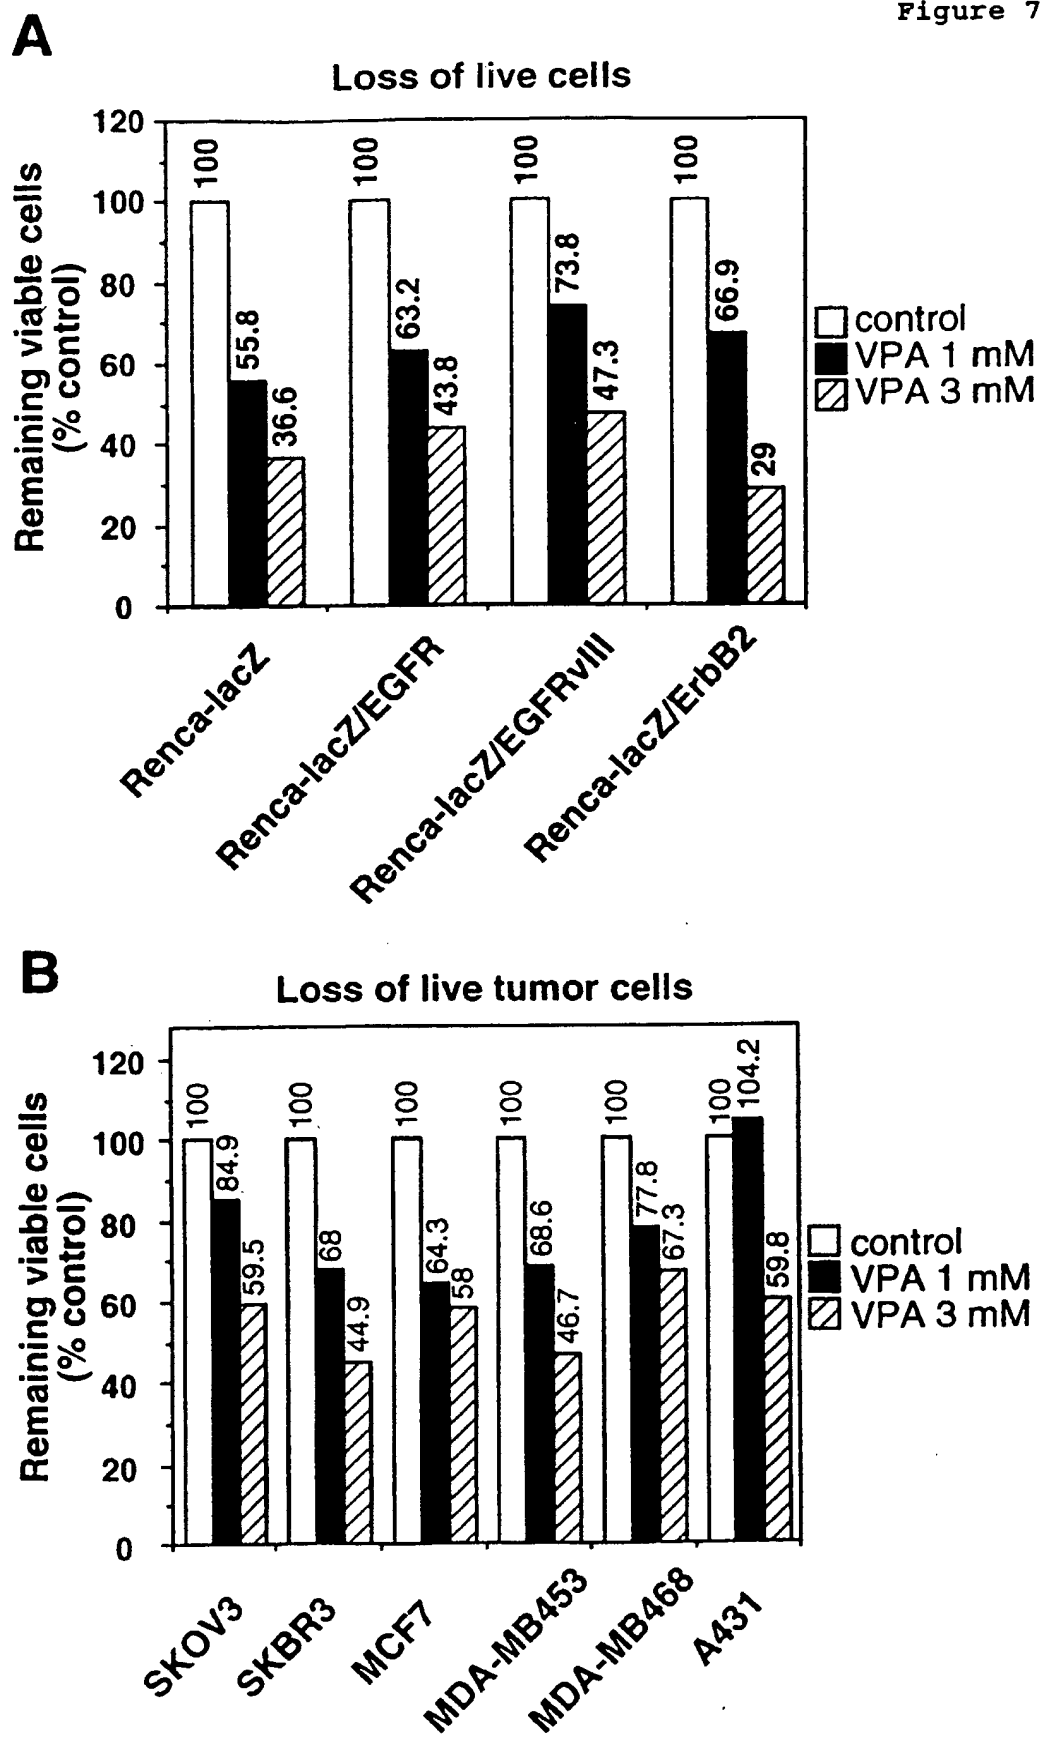 Figure 7
A
Loss of live cells
Remaining viable cells
(% control)
120
100
80
60
40
20
0
100
55.8
36.6
100
63.2
43.8
100
73.8
47.3
100
66.9
29
control
VPA 1 mM
VPA 3 mM
Renca-lacZ
Renca-lacZ/EGFR
Renca-lacZ/EGFRvIII
Renca-lacZ/ErbB2
B
Loss of live tumor cells
Remaining viable cells
(% control)
120
100
80
60
40
20
0
100
84.9
59.5
100
68
44.9
100
64.3
58
100
68.6
46.7
100
77.8
67.3
100
104.2
59.8
control
VPA 1 mM
VPA 3 mM
SKOV3
SKBR3
MCF7
MDA-MB453
MDA-MB468
A431